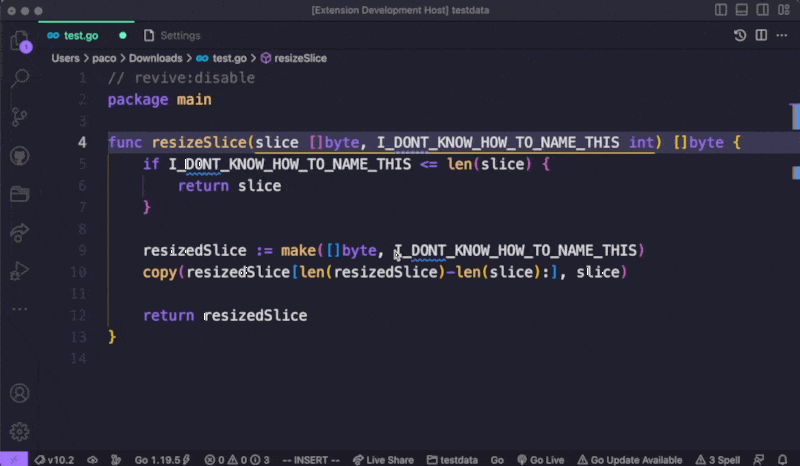 [Extension Development Host] testdata
test.go
Settings
Users > paco > Downloads > test.go > resizeSlice
1 // revive:disable
2 package main
3
4 func resizeSlice(slice []byte, I_DONT_KNOW_HOW_TO_NAME_THIS int) []byte {
5 if I_DONT_KNOW_HOW_TO_NAME_THIS <= len(slice) {
6 return slice
7 }
8
9 resizedSlice := make([]byte, I_DONT_KNOW_HOW_TO_NAME_THIS)
10 copy(resizedSlice[len(resizedSlice)-len(slice):], slice)
11
12 return resizedSlice
13 }
14
1
v10.2 Go 1.19.5 0 0 3 -- INSERT -- Live Share testdata Go Go Live Go Update Available 3 Spell